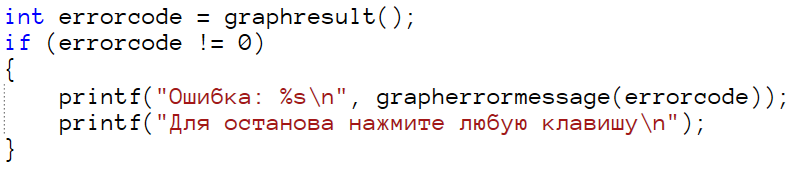 int errorcode = graphresult();
if (errorcode != 0)
{
    printf("Ошибка: %s\n", grapherrormessage(errorcode));
    printf("Для останова нажмите любую клавишу\n");
}